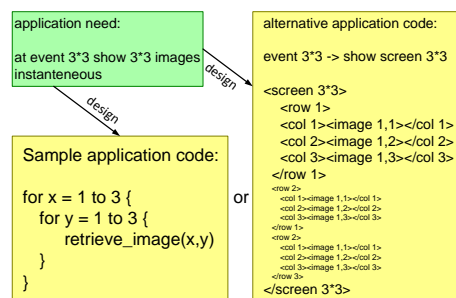 application need:
at event 3*3 show 3*3 images
instanteneous
design
design
Sample application code:
for x = 1 to 3 {
for y = 1 to 3 {
retrieve_image(x,y)
}
}
or
alternative application code:
event 3*3 -> show screen 3*3
<screen 3*3>
<row 1>
<col 1><image 1,1></col 1>
<col 2><image 1,2></col 2>
<col 3><image 1,3></col 3>
</row 1>
<row 2>
<col 1><image 1,1></col 1>
<col 2><image 1,2></col 2>
<col 3><image 1,3></col 3>
</row 1>
<row 2>
<col 1><image 1,1></col 1>
<col 2><image 1,2></col 2>
<col 3><image 1,3></col 3>
</row 3>
</screen 3*3>